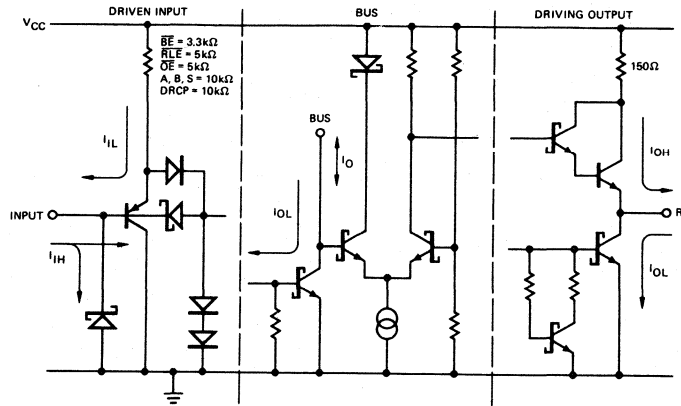 DRIVEN INPUT
BUS
DRIVING OUTPUT
VCC
BE = 3.3kΩ
RLE = 5kΩ
OE = 5kΩ
A, B, S = 10kΩ
DRCP = 10kΩ
150Ω
BUS
IIL
IO
IOH
INPUT
R
IOL
IIH
IOL